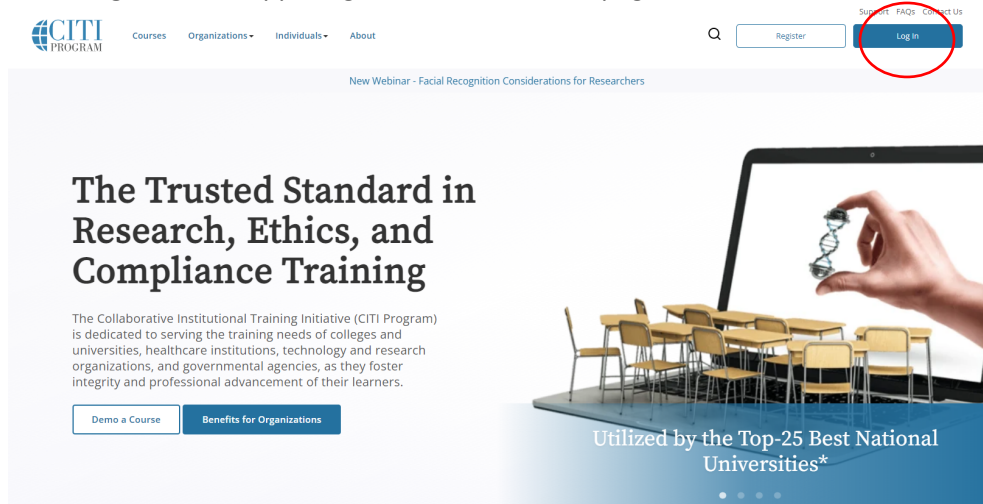 Support FAQs Contact Us
CITI PROGRAM
Courses Organizations Individuals About
Register Log In
New Webinar - Facial Recognition Considerations for Researchers
The Trusted Standard in
Research, Ethics, and
Compliance Training
The Collaborative Institutional Training Initiative (CITI Program)
is dedicated to serving the training needs of colleges and
universities, healthcare institutions, technology and research
organizations, and governmental agencies, as they foster
integrity and professional advancement of their learners.
Demo a Course Benefits for Organizations
Utilized by the Top-25 Best National
Universities*